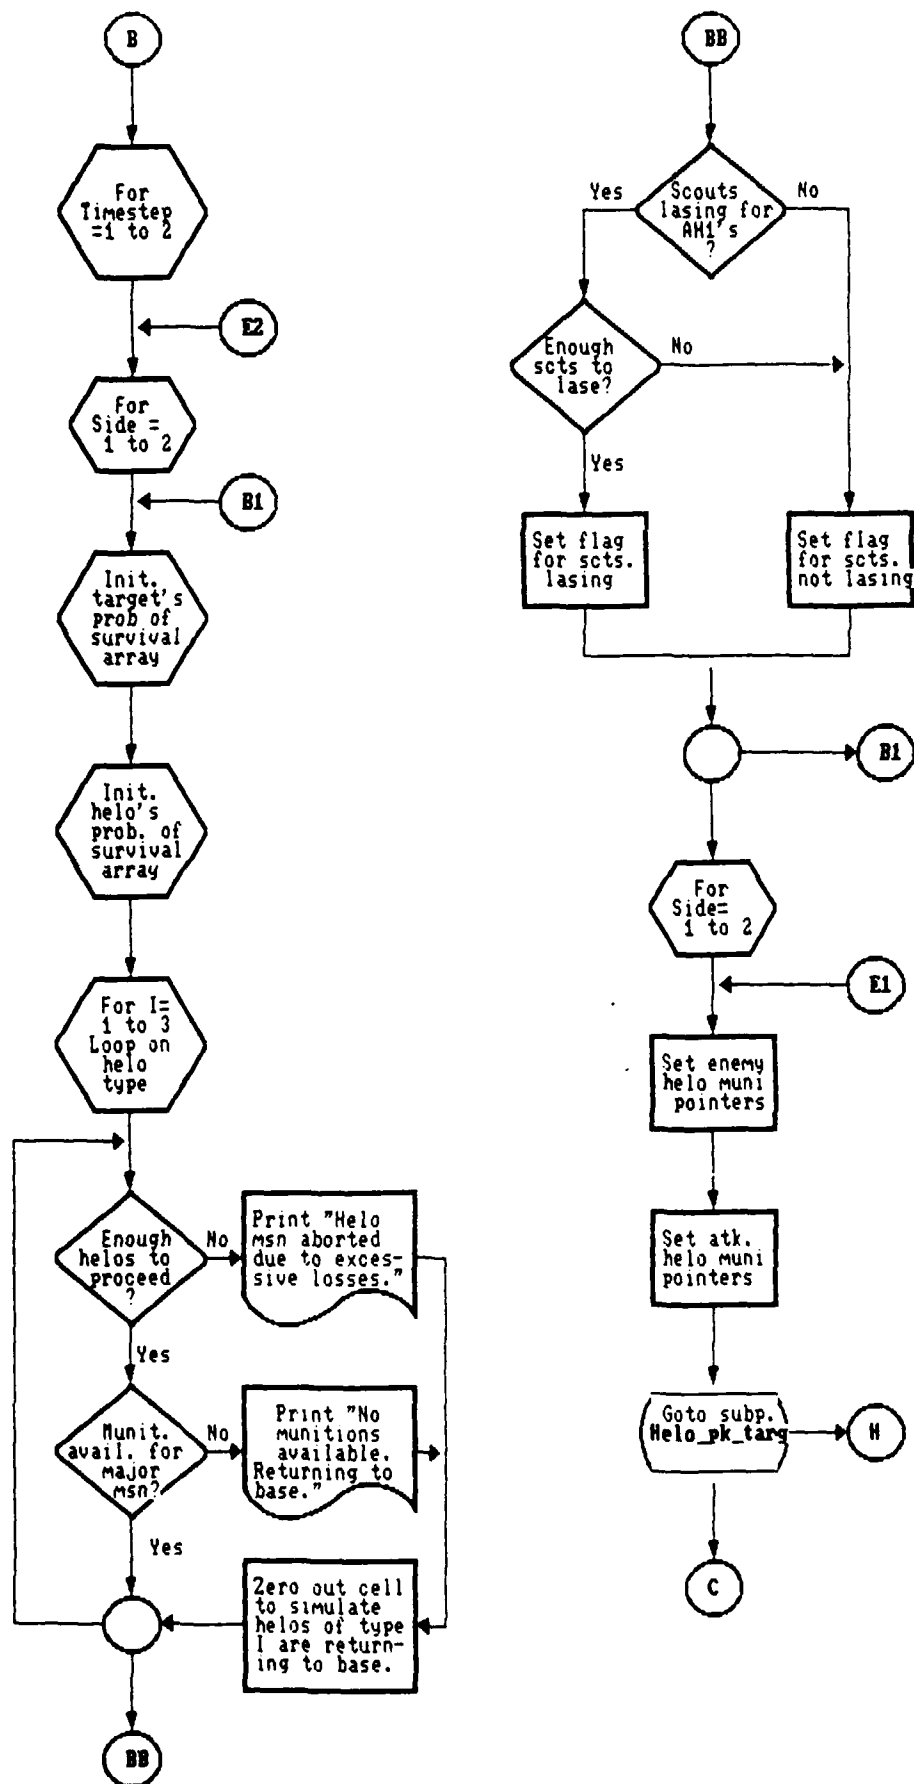 B
For
Timestep
=1 to 2
E2
For
Side =
1 to 2
B1
Init.
target's
prob of
survival
array
Init.
helo's
prob. of
survival
array
For I=
1 to 3
Loop on
helo
type
Enough
helos to
proceed
?
No
Print "Helo
msn aborted
due to exces-
sive losses."
Yes
Munit.
avail. for
major
msn?
No
Print "No
munitions
available.
Returning to
base."
Yes
Zero out cell
to simulate
helos of type
I are return-
ing to base.
BB
BB
Scouts
lasing for
AH1's
?
Yes
No
Enough
scts to
lase?
No
Yes
Set flag
for scts.
lasing
Set flag
for scts.
not lasing
B1
For
Side=
1 to 2
E1
Set enemy
helo muni
pointers
Set atk.
helo muni
pointers
Goto subp.
Helo_pk_targ
H
C